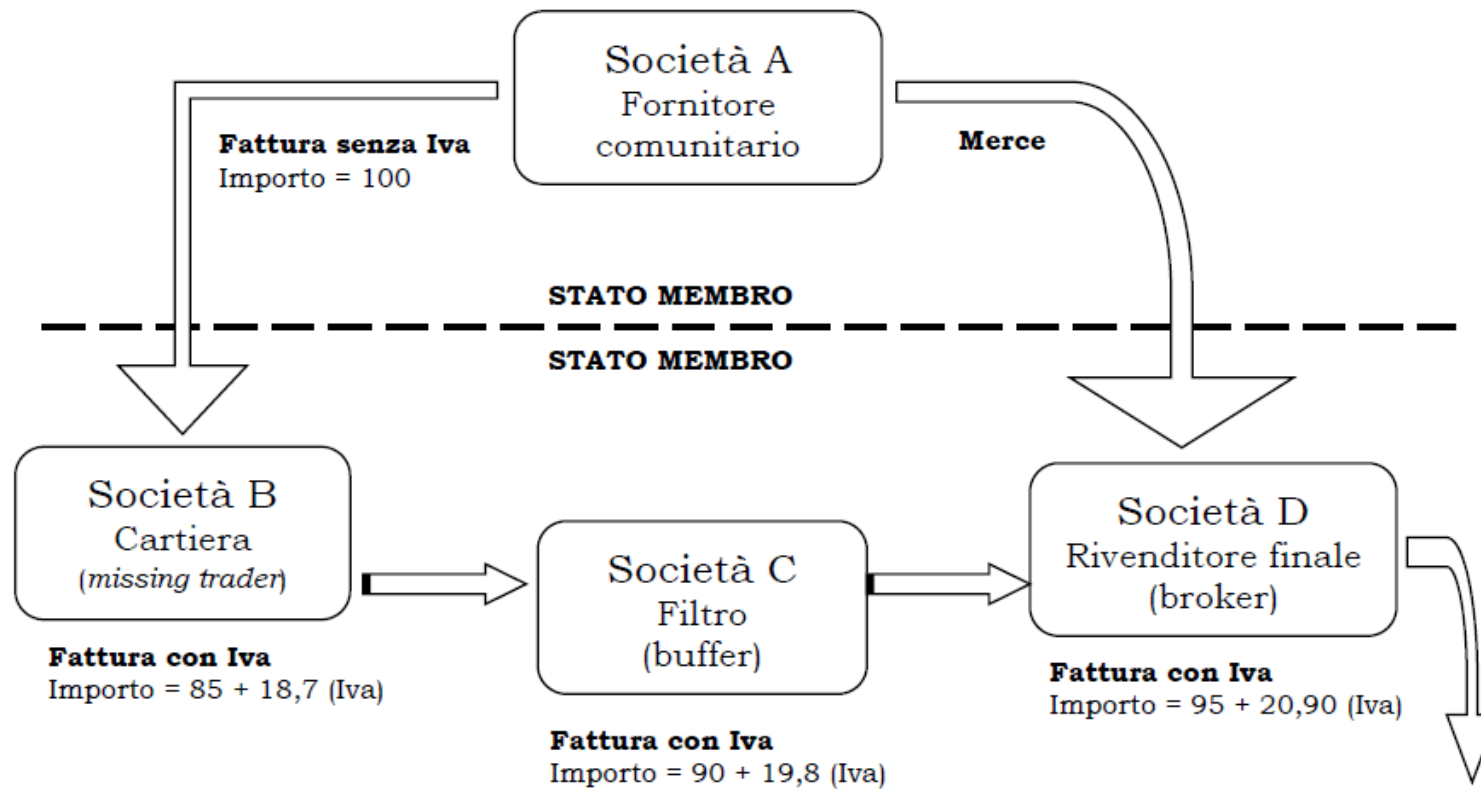 Società A
Fornitore
comunitario
Fattura senza Iva
Importo = 100
Merce
STATO MEMBRO
STATO MEMBRO
Società B
Cartiera
(missing trader)
Fattura con Iva
Importo = 85 + 18,7 (Iva)
Società C
Filtro
(buffer)
Fattura con Iva
Importo = 90 + 19,8 (Iva)
Società D
Rivenditore finale
(broker)
Fattura con Iva
Importo = 95 + 20,90 (Iva)